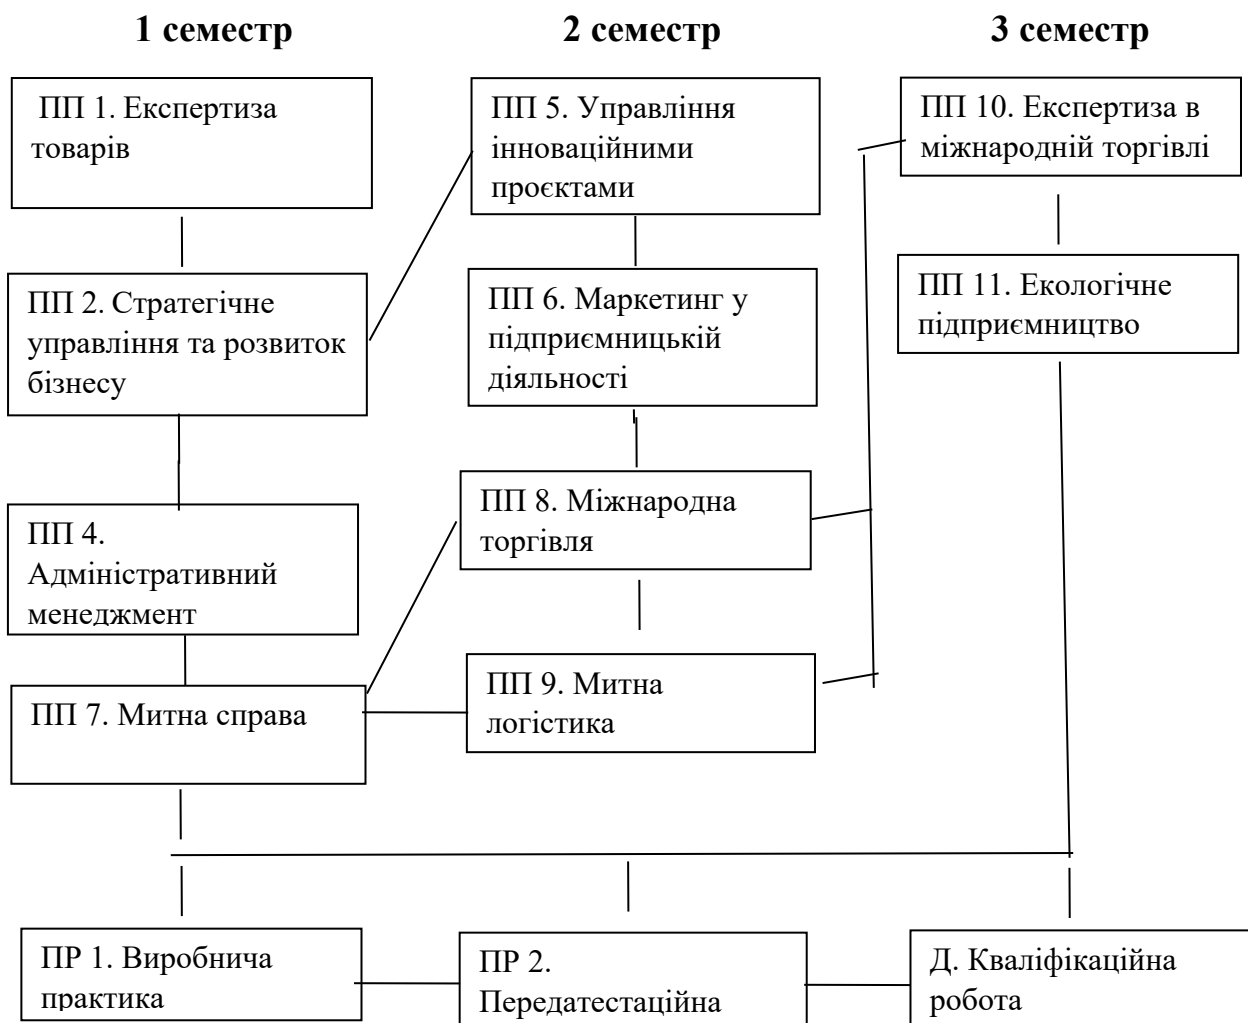 1 семестр
2 семестр
3 семестр
ПП 1. Експертиза
товарів
ПП 2. Стратегічне
управління та розвиток
бізнесу
ПП 4.
Адміністративний
менеджмент
ПП 7. Митна справа
ПП 5. Управління
інноваційними
проєктами
ПП 6. Маркетинг у
підприємницькій
діяльності
ПП 8. Міжнародна
торгівля
ПП 9. Митна
логістика
ПП 10. Експертиза в
міжнародній торгівлі
ПП 11. Екологічне
підприємництво
ПР 1. Виробнича
практика
ПР 2.
Передатестаційна
Д. Кваліфікаційна
робота